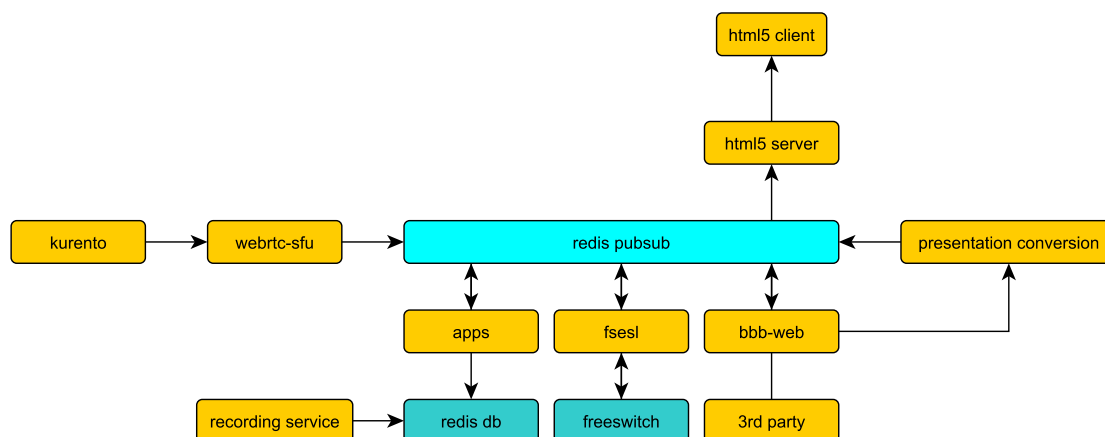 html5 client
html5 server
kurento
webrtc-sfu
redis pubsub
presentation conversion
apps
fsesl
bbb-web
recording service
redis db
freeswitch
3rd party